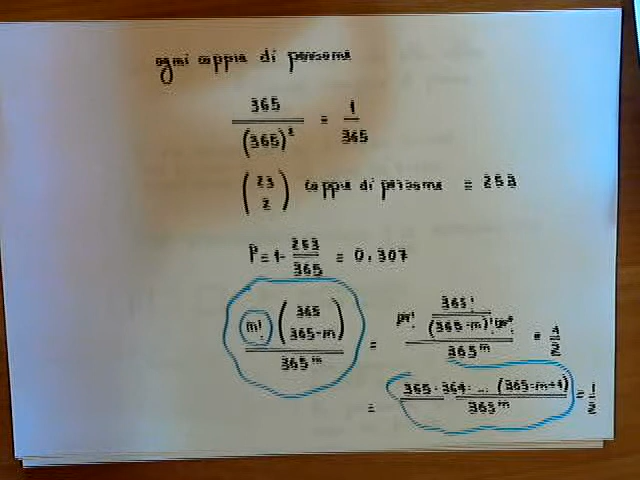 ogni coppia di persone
365 / (365)² = 1 / 365
(23 2) coppie di persone = 253
P = 1 - 253 / 365 = 0.307
m! (365 365-m) / 365^m = m! 365! / (365-m)! m! / 365^m = 1/2
= 365 · 364 · ... (365-m+1) / 365^m = 1/2